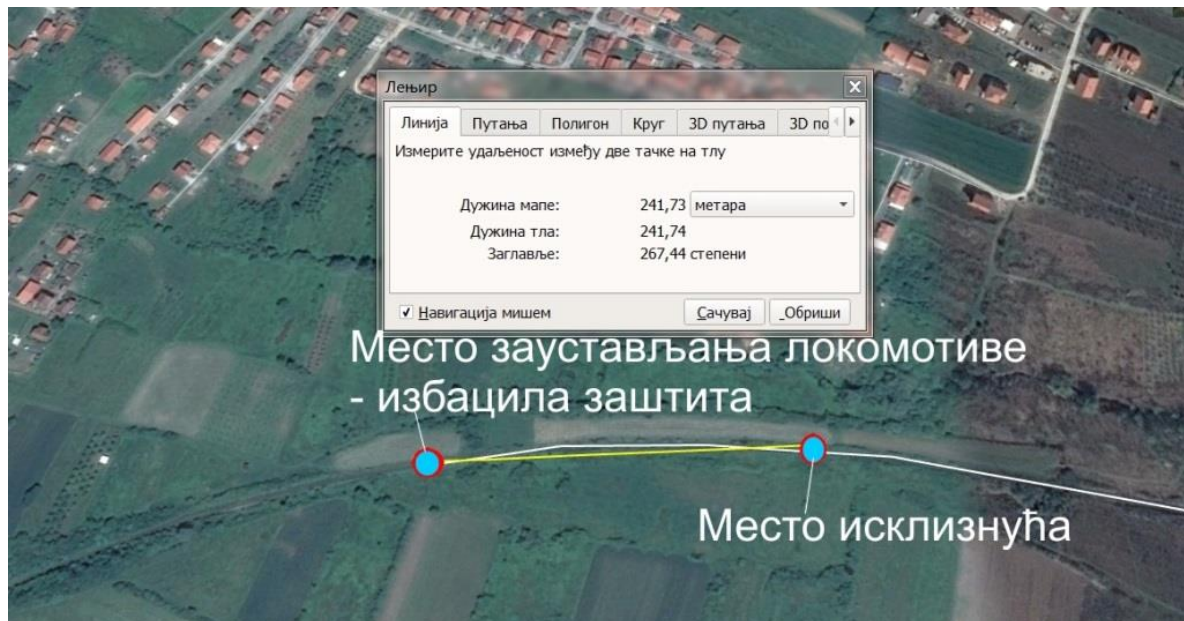 Лењир
Линија Путања Полигон Круг 3D путања 3D по
Измерите удаљеност између две тачке на тлу
Дужина мапе: 241,73 метара
Дужина тла: 241,74
Заглавље: 267,44 степени
Навигација мишем Сачувај _Обриши
Место заустављања локомотиве
- избацила заштита
Место исклизнућа